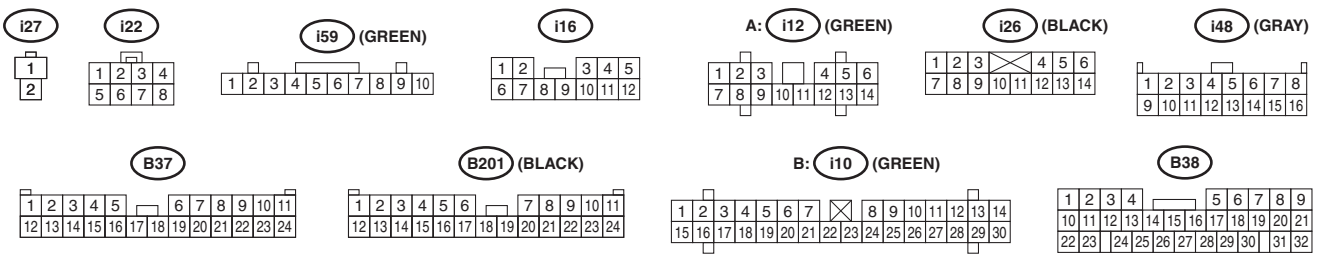 i27
i22
i59 (GREEN)
i16
A: i12 (GREEN)
i26 (BLACK)
i48 (GRAY)
1
2
1 2 3 4
5 6 7 8
1 2 3 4 5 6 7 8 9 10
1 2 3 4 5
6 7 8 9 10 11 12
1 2 3 4 5 6
7 8 9 10 11 12 13 14
1 2 3 4 5 6
7 8 9 10 11 12 13 14
1 2 3 4 5 6 7 8
9 10 11 12 13 14 15 16
B37
B201 (BLACK)
B: i10 (GREEN)
B38
1 2 3 4 5 6 7 8 9 10 11
12 13 14 15 16 17 18 19 20 21 22 23 24
1 2 3 4 5 6 7 8 9 10 11
12 13 14 15 16 17 18 19 20 21 22 23 24
1 2 3 4 5 6 7 8 9 10 11 12 13 14
15 16 17 18 19 20 21 22 23 24 25 26 27 28 29 30
1 2 3 4 5 6 7 8 9
10 11 12 13 14 15 16 17 18 19 20 21
22 23 24 25 26 27 28 29 30 31 32